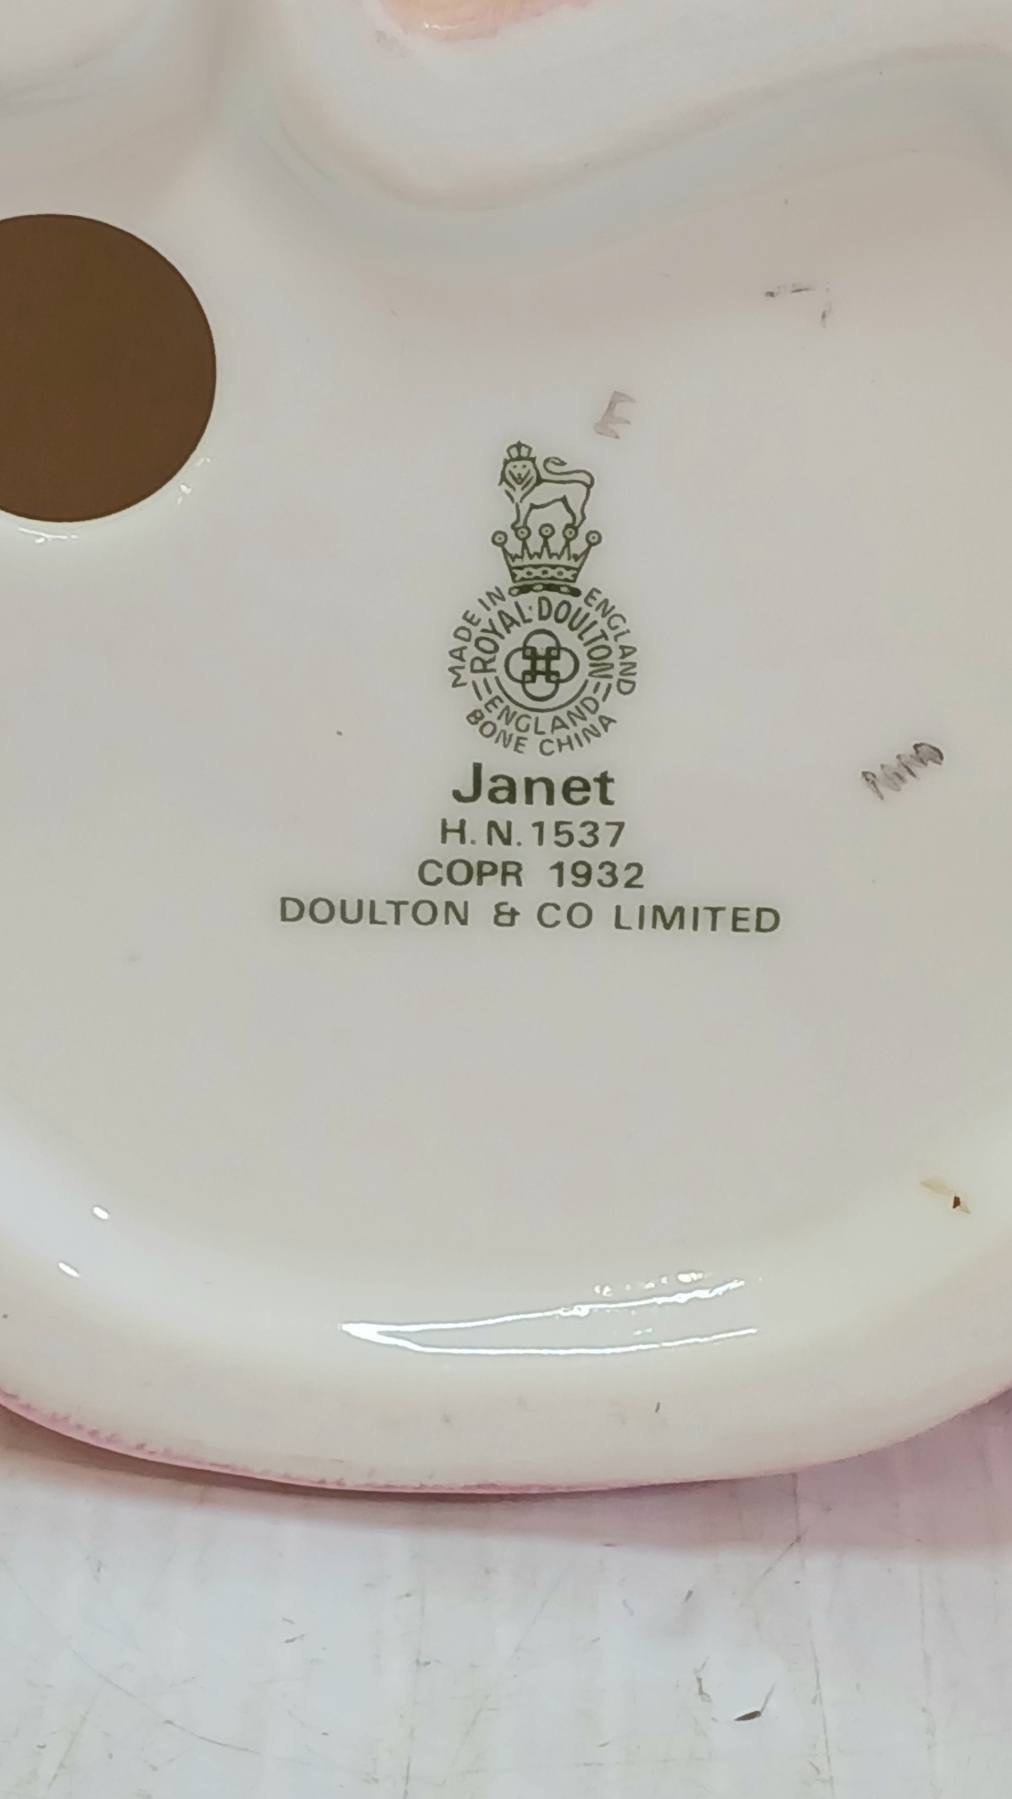 E
MADE IN ENGLAND
ROYAL·DOULTON
ENGLAND
BONE CHINA
Janet
H.N.1537
COPR 1932
DOULTON & CO LIMITED